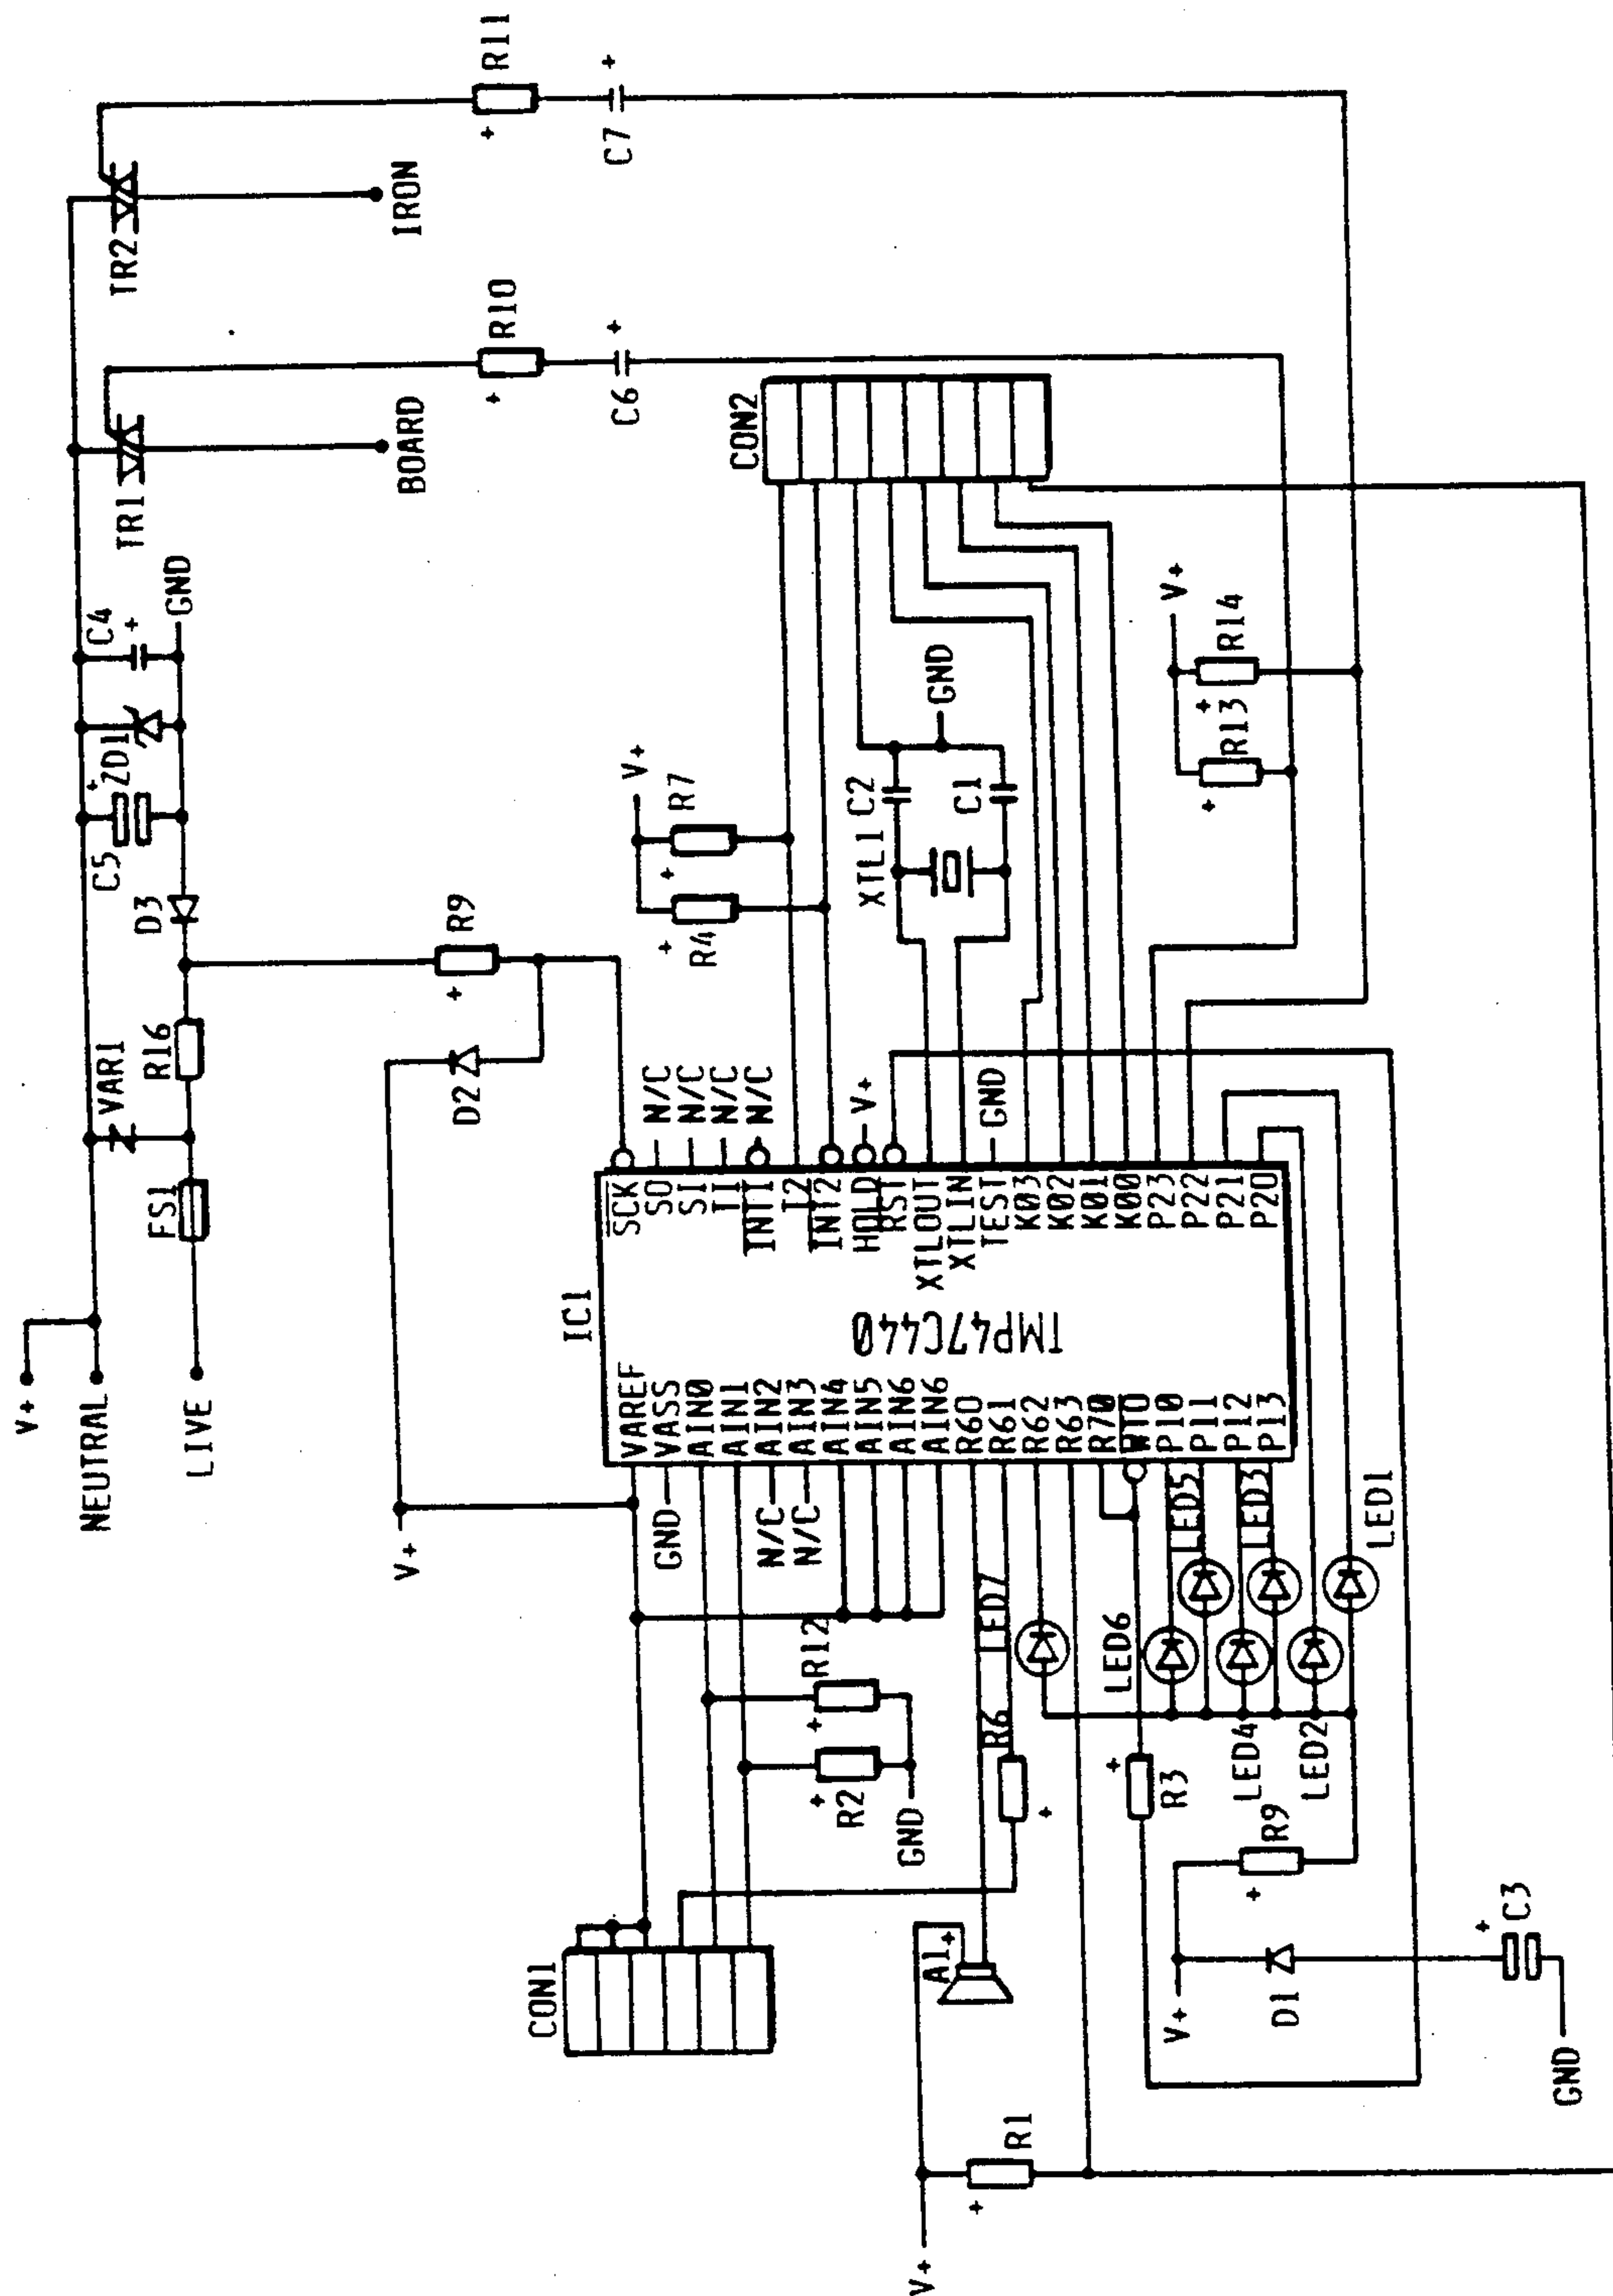 V+
NEUTRAL
LIVE
FS1
VAR1
R16
D3
C5
+
ZD1
C4
+
GND
TR1
BOARD
TR2
IRON
R10
+
C6
+
R11
+
C7
+
V+
D2
R9
+
IC1
TMP47C440
VAREF
VASS
AIN0
AIN1
AIN2
AIN3
AIN4
AIN5
AIN6
AIN6
R60
R61
R62
R63
R70
WTO
P10
P11
P12
P13
SCK
SO
SI
T1
INT1
T2
INT2
HOLD
RST
XTLOUT
XTLIN
TEST
K03
K02
K01
K00
P23
P22
P21
P20
N/C
N/C
N/C
N/C
V+
GND
GND
N/C
N/C
V+
R7
+
R4
+
XTL1
C2
C1
GND
CON2
V+
R14
+
R13
+
CON1
R12
+
R2
+
GND
LED7
R6
+
A1
+
LED6
LED5
LED4
LED3
LED2
LED1
R3
+
R9
+
V+
D1
C3
+
GND
V+
R1
+